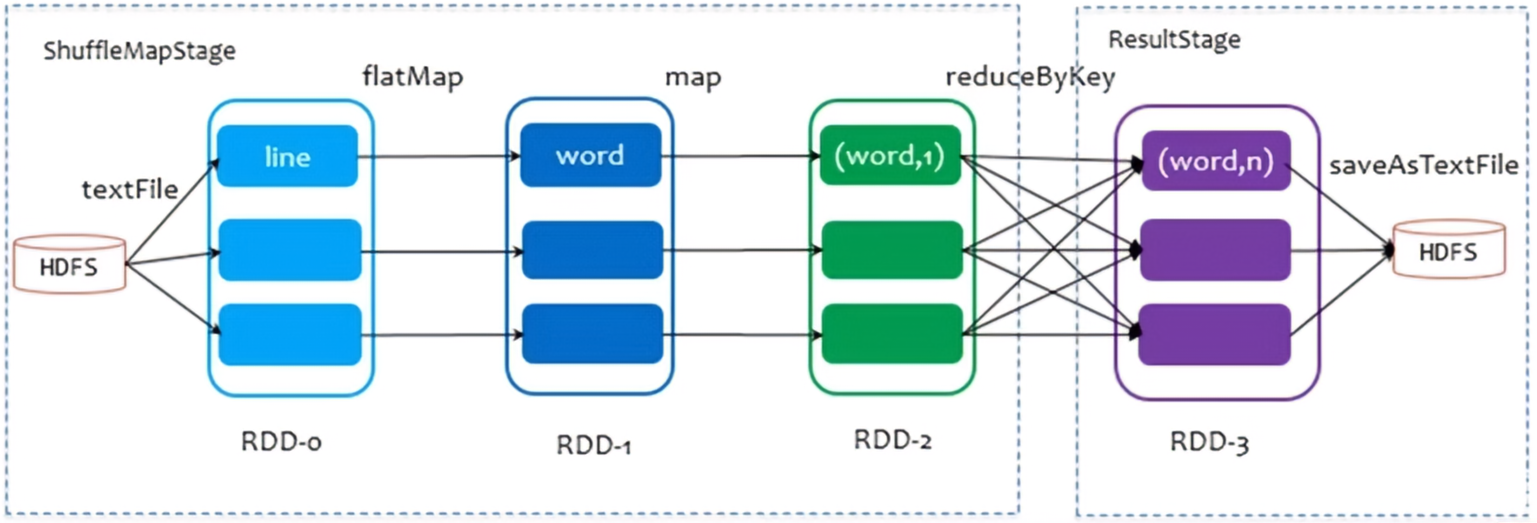 ShuffleMapStage
ResultStage
flatMap
map
reduceByKey
line
word
(word,1)
(word,n)
textFile
saveAsTextFile
HDFS
HDFS
RDD-0
RDD-1
RDD-2
RDD-3